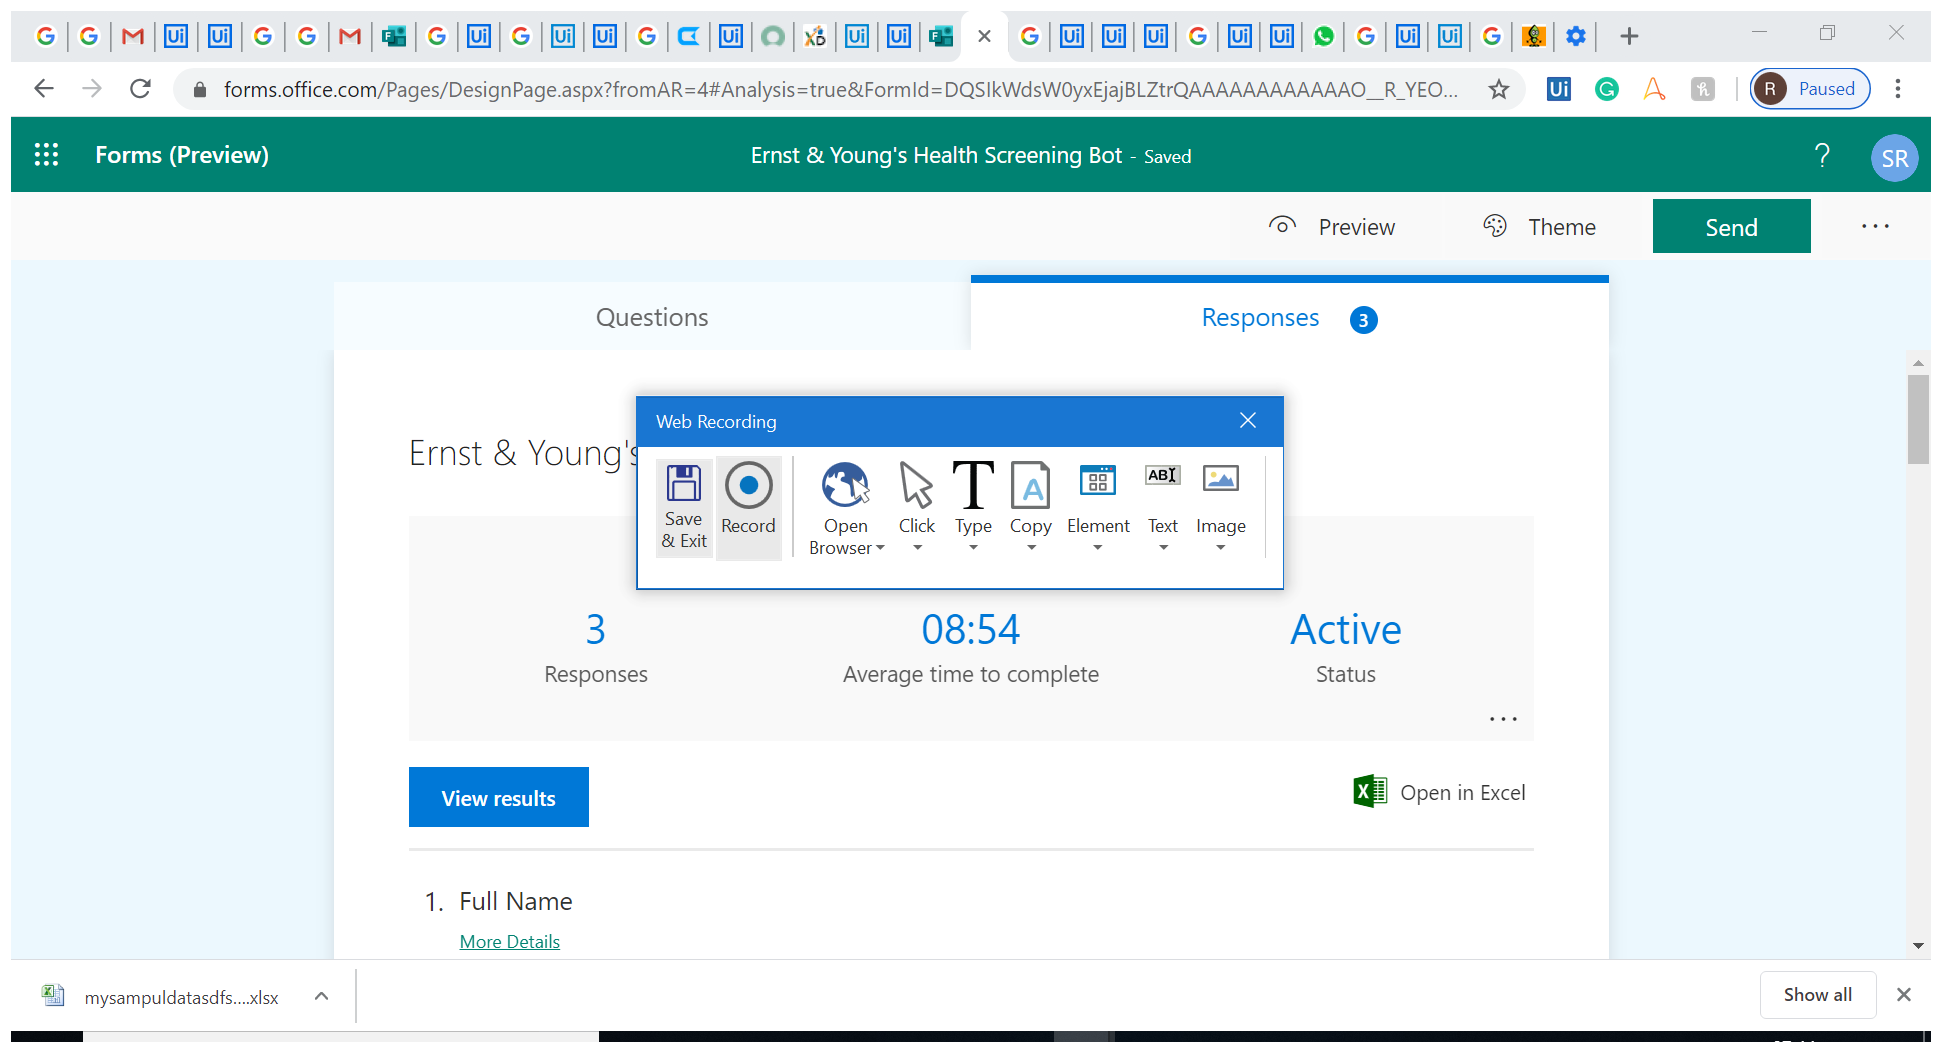 forms.office.com/Pages/DesignPage.aspx?fromAR=4#Analysis=true&FormId=DQSIkWdsW0yxEjajBLZtrQAAAAAAAAAAAAO__R_YEO...
Ui
R Paused
Forms (Preview)
Ernst & Young's Health Screening Bot - Saved
?
SR
Preview
Theme
Send
...
Questions
Responses 3
Ernst & Young's
Web Recording
Save & Exit
Record
Open Browser
Click
Type
Copy
Element
Text
Image
3
Responses
08:54
Average time to complete
Active
Status
...
View results
Open in Excel
1. Full Name
More Details
mysampuldatasdfs....xlsx
Show all